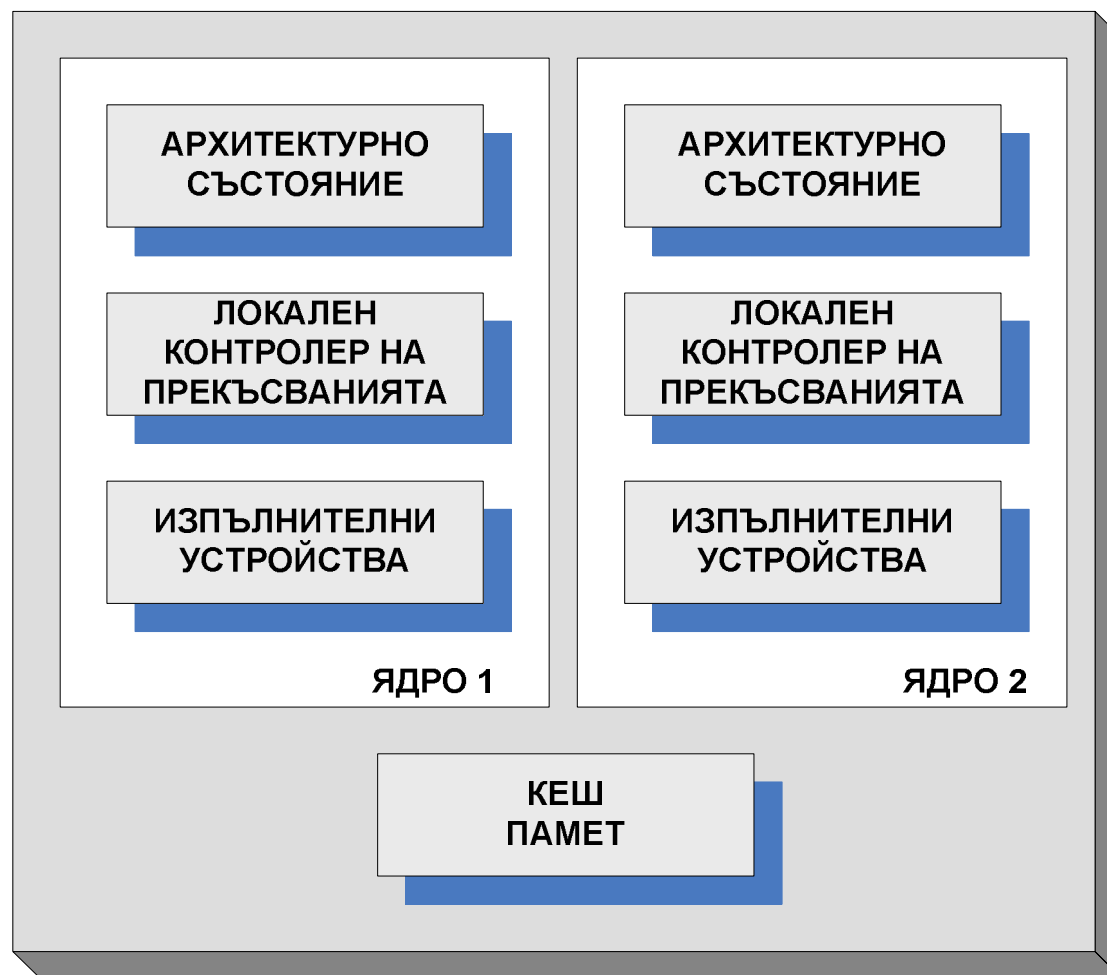 АРХИТЕКТУРНО
СЪСТОЯНИЕ
ЛОКАЛЕН
КОНТРОЛЕР НА
ПРЕКЪСВАНИЯТА
ИЗПЪЛНИТЕЛНИ
УСТРОЙСТВА
ЯДРО 1
АРХИТЕКТУРНО
СЪСТОЯНИЕ
ЛОКАЛЕН
КОНТРОЛЕР НА
ПРЕКЪСВАНИЯТА
ИЗПЪЛНИТЕЛНИ
УСТРОЙСТВА
ЯДРО 2
КЕШ
ПАМЕТ